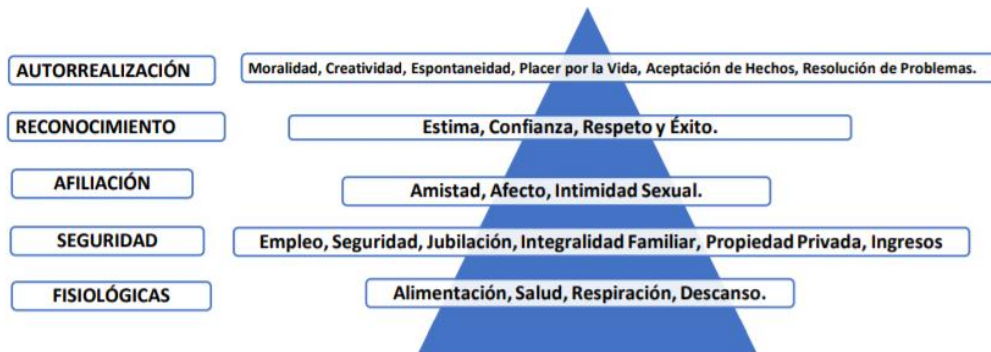 AUTORREALIZACIÓN
Moralidad, Creatividad, Espontaneidad, Placer por la Vida, Aceptación de Hechos, Resolución de Problemas.
RECONOCIMIENTO
Estima, Confianza, Respeto y Éxito.
AFILIACIÓN
Amistad, Afecto, Intimidad Sexual.
SEGURIDAD
Empleo, Seguridad, Jubilación, Integralidad Familiar, Propiedad Privada, Ingresos
FISIOLÓGICAS
Alimentación, Salud, Respiración, Descanso.